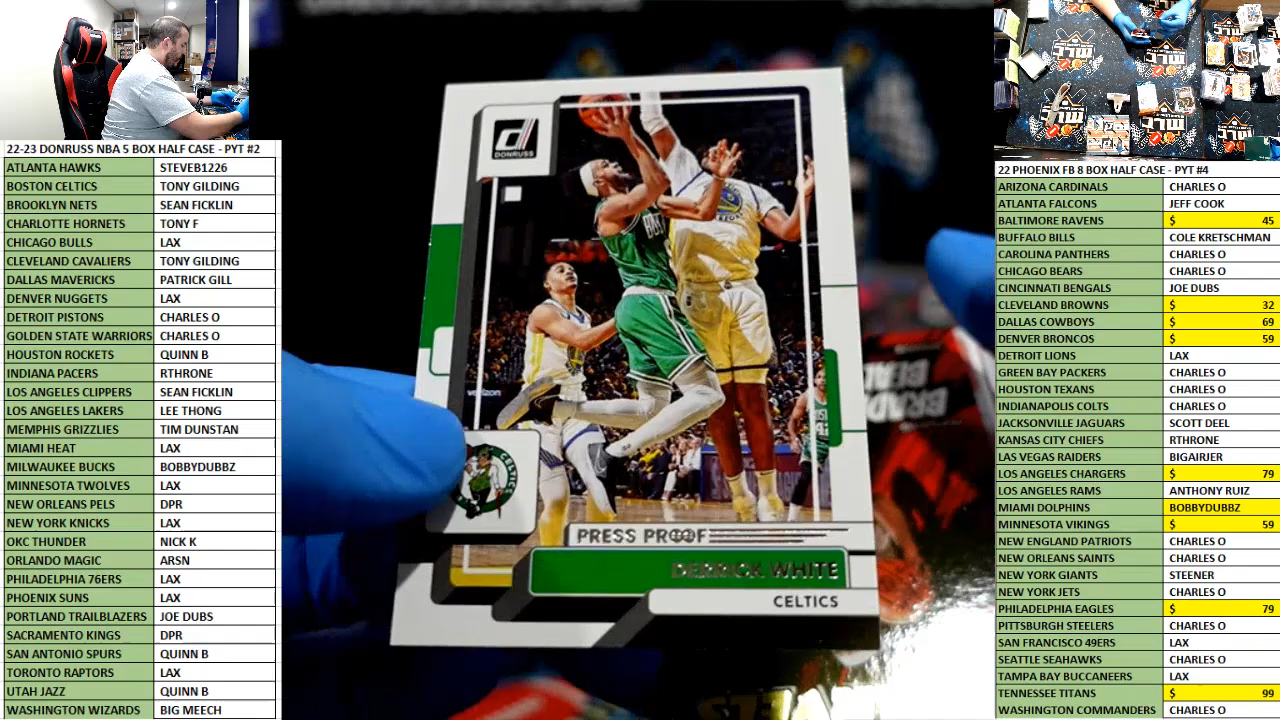 22-23 DONRUSS NBA 5 BOX HALF CASE - PYT #2
ATLANTA HAWKS STEVEB1226
BOSTON CELTICS TONY GILDING
BROOKLYN NETS SEAN FICKLIN
CHARLOTTE HORNETS TONY F
CHICAGO BULLS LAX
CLEVELAND CAVALIERS TONY GILDING
DALLAS MAVERICKS PATRICK GILL
DENVER NUGGETS LAX
DETROIT PISTONS CHARLES O
GOLDEN STATE WARRIORS CHARLES O
HOUSTON ROCKETS QUINN B
INDIANA PACERS RTHRONE
LOS ANGELES CLIPPERS SEAN FICKLIN
LOS ANGELES LAKERS LEE THONG
MEMPHIS GRIZZLIES TIM DUNSTAN
MIAMI HEAT LAX
MILWAUKEE BUCKS BOBBYDUBBZ
MINNESOTA TWOLVES LAX
NEW ORLEANS PELS DPR
NEW YORK KNICKS LAX
OKC THUNDER NICK K
ORLANDO MAGIC ARSN
PHILADELPHIA 76ERS LAX
PHOENIX SUNS LAX
PORTLAND TRAILBLAZERS JOE DUBS
SACRAMENTO KINGS DPR
SAN ANTONIO SPURS QUINN B
TORONTO RAPTORS LAX
UTAH JAZZ QUINN B
WASHINGTON WIZARDS BIG MEECH
DONRUSS
verizon
CELTICS
PRESS PROOF
DERRICK WHITE
CELTICS
22 PHOENIX FB 8 BOX HALF CASE - PYT #4
ARIZONA CARDINALS CHARLES O
ATLANTA FALCONS JEFF COOK
BALTIMORE RAVENS $ 45
BUFFALO BILLS COLE KRETSCHMAN
CAROLINA PANTHERS CHARLES O
CHICAGO BEARS CHARLES O
CINCINNATI BENGALS JOE DUBS
CLEVELAND BROWNS $ 32
DALLAS COWBOYS $ 69
DENVER BRONCOS $ 59
DETROIT LIONS LAX
GREEN BAY PACKERS CHARLES O
HOUSTON TEXANS CHARLES O
INDIANAPOLIS COLTS CHARLES O
JACKSONVILLE JAGUARS SCOTT DEEL
KANSAS CITY CHIEFS RTHRONE
LAS VEGAS RAIDERS BIGAIRJER
LOS ANGELES CHARGERS $ 79
LOS ANGELES RAMS ANTHONY RUIZ
MIAMI DOLPHINS BOBBYDUBBZ
MINNESOTA VIKINGS $ 59
NEW ENGLAND PATRIOTS CHARLES O
NEW ORLEANS SAINTS CHARLES O
NEW YORK GIANTS STEENER
NEW YORK JETS CHARLES O
PHILADELPHIA EAGLES $ 79
PITTSBURGH STEELERS CHARLES O
SAN FRANCISCO 49ERS LAX
SEATTLE SEAHAWKS CHARLES O
TAMPA BAY BUCCANEERS LAX
TENNESSEE TITANS $ 99
WASHINGTON COMMANDERS CHARLES O